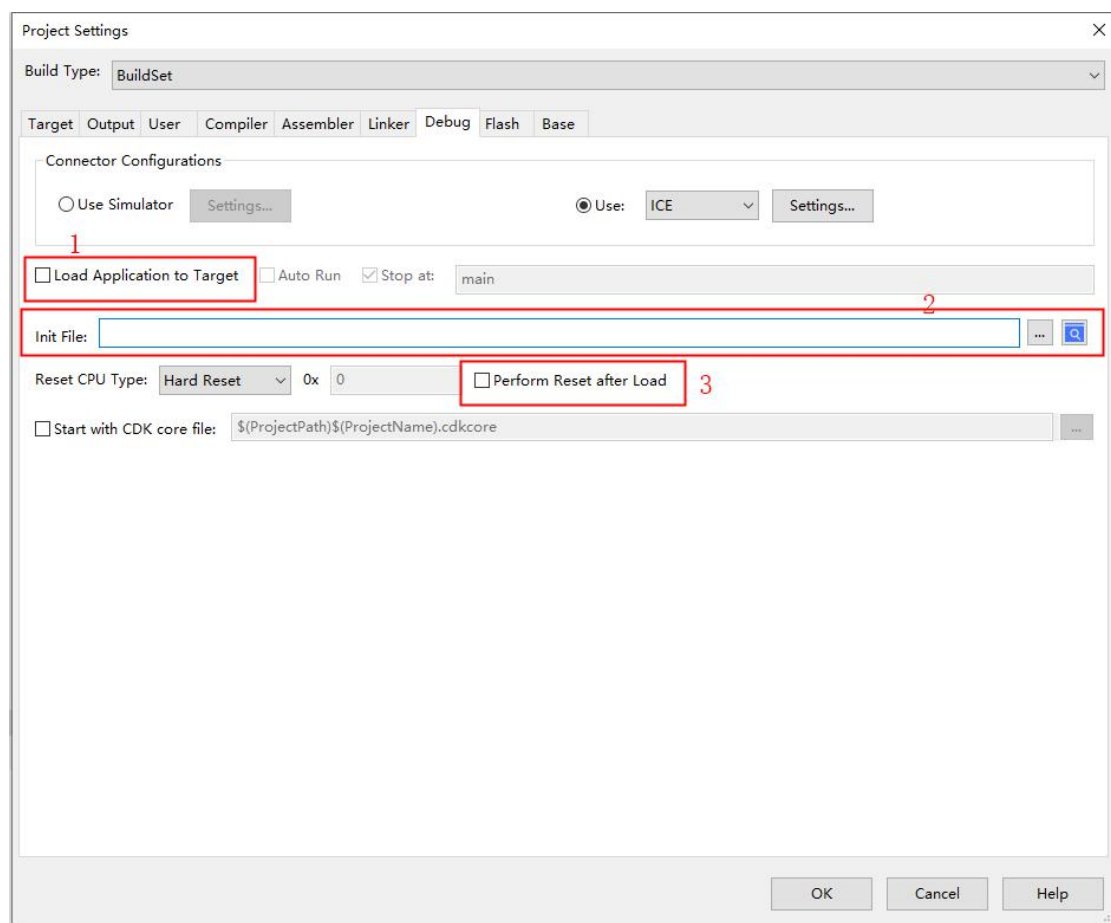 Project Settings
Build Type: BuildSet
Target Output User Compiler Assembler Linker Debug Flash Base
Connector Configurations
Use Simulator Settings... Use: ICE Settings...
1
Load Application to Target Auto Run Stop at: main
2
Init File: ...
Reset CPU Type: Hard Reset 0x 0 Perform Reset after Load 3
Start with CDK core file: $(ProjectPath)$(ProjectName).cdkcore ...
OK Cancel Help